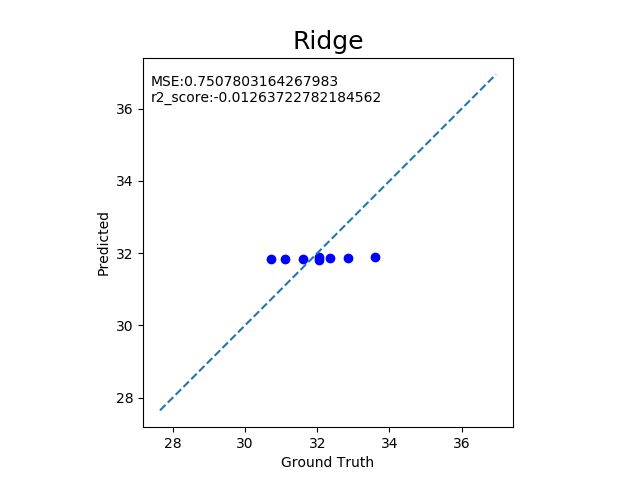 Ridge
MSE:0.7507803164267983
r2_score:-0.01263722782184562
36
34
32
30
28
Predicted
28 30 32 34 36
Ground Truth